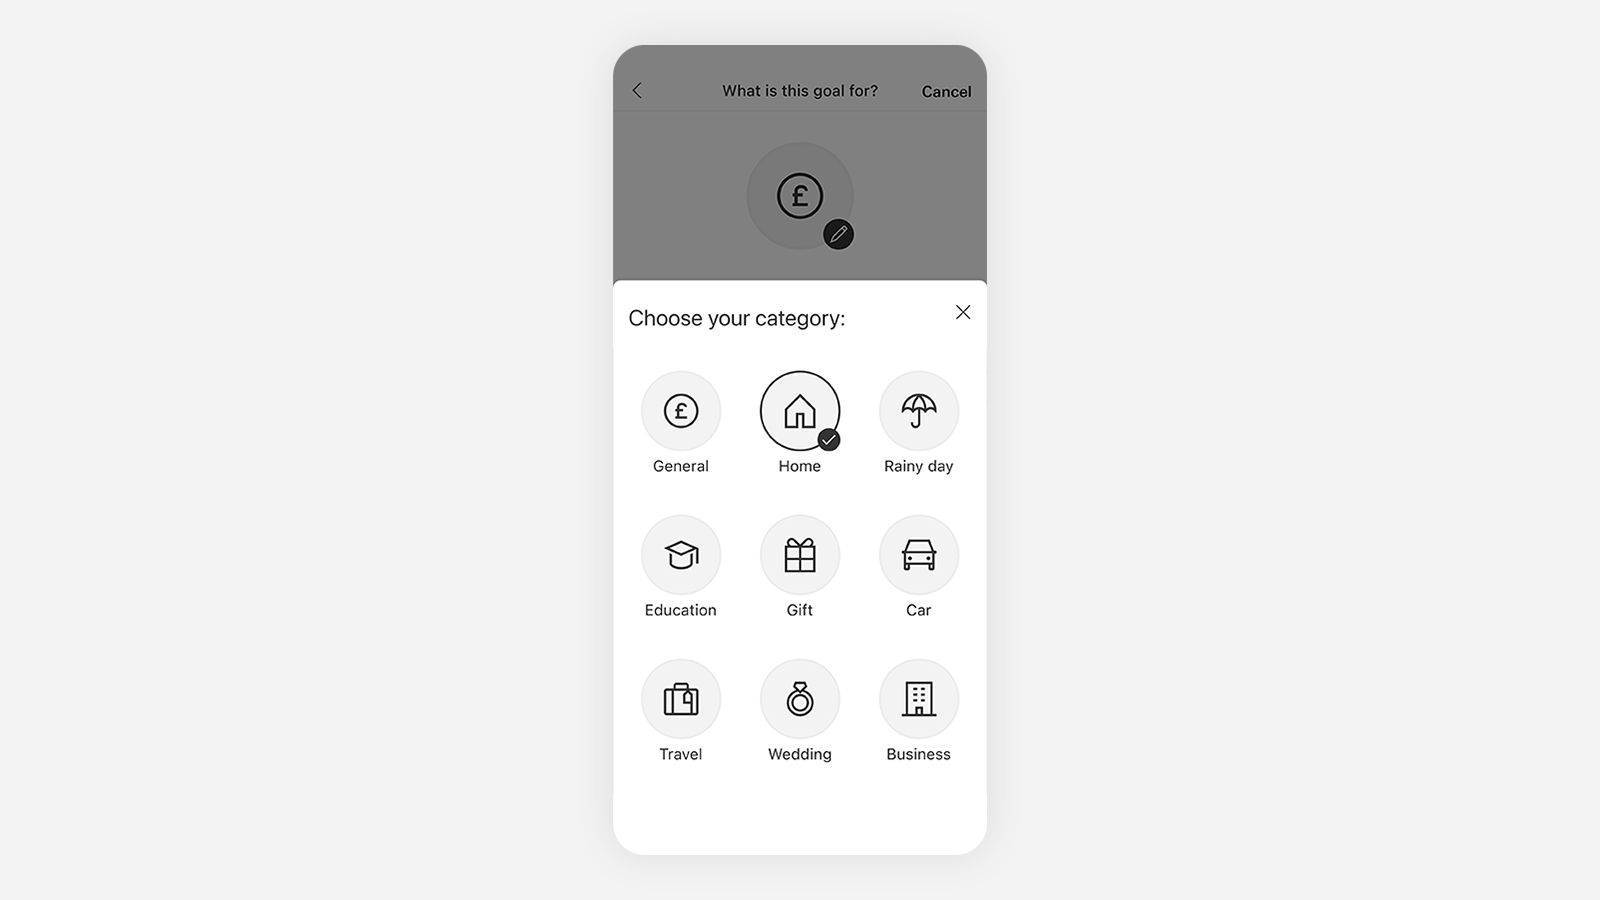 What is this goal for? Cancel
£
Choose your category:
£
General Home Rainy day
Education Gift Car
Travel Wedding Business